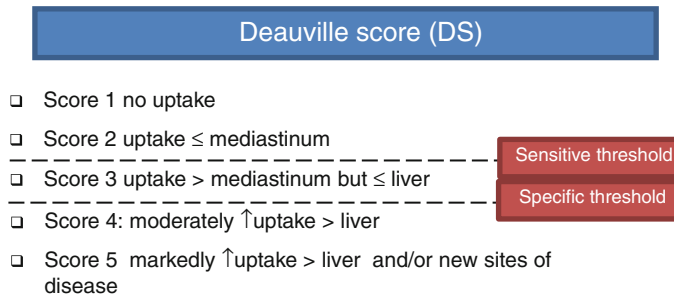 Deauville score (DS)
❑ Score 1 no uptake
❑ Score 2 uptake ≤ mediastinum
Sensitive threshold
❑ Score 3 uptake > mediastinum but ≤ liver
Specific threshold
❑ Score 4: moderately ↑uptake > liver
❑ Score 5 markedly ↑uptake > liver and/or new sites of
disease